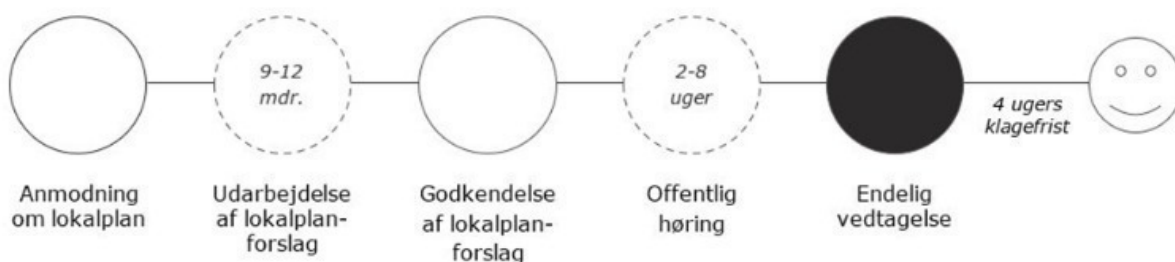 9-12
mdr.
2-8
uger
4 ugers
klagefrist
Anmodning
om lokalplan
Udarbejdelse
af lokalplan-
forslag
Godkendelse
af lokalplan-
forslag
Offentlig
høring
Endelig
vedtagelse